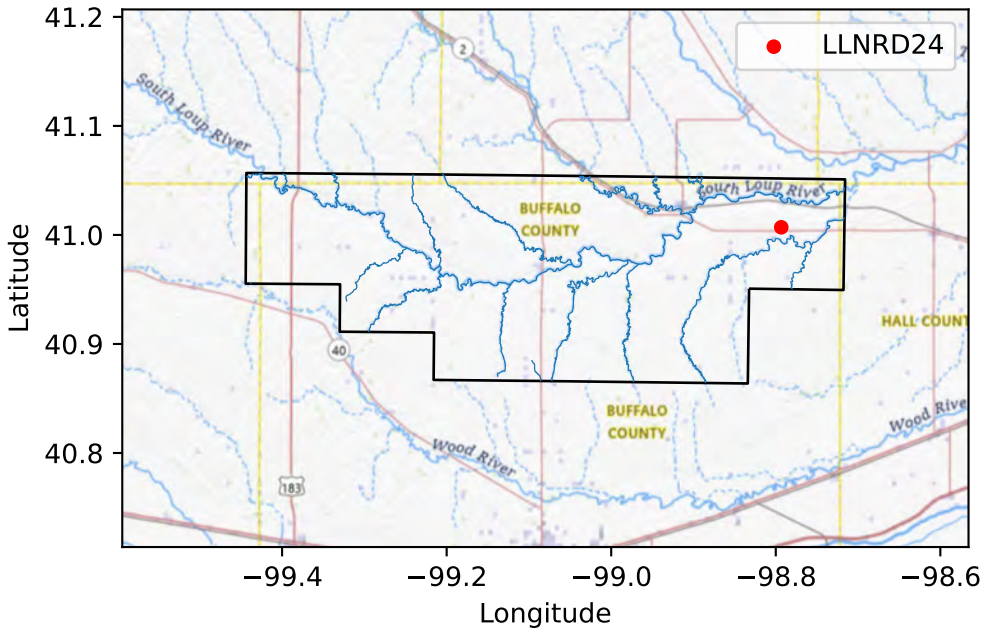 41.2
41.1
41.0
40.9
40.8
Latitude
−99.4
−99.2
−99.0
−98.8
−98.6
Longitude
LLNRD24
2
South Loup River
South Loup River
BUFFALO
COUNTY
HALL COUNT
40
BUFFALO
COUNTY
Wood River
Wood Rive
183